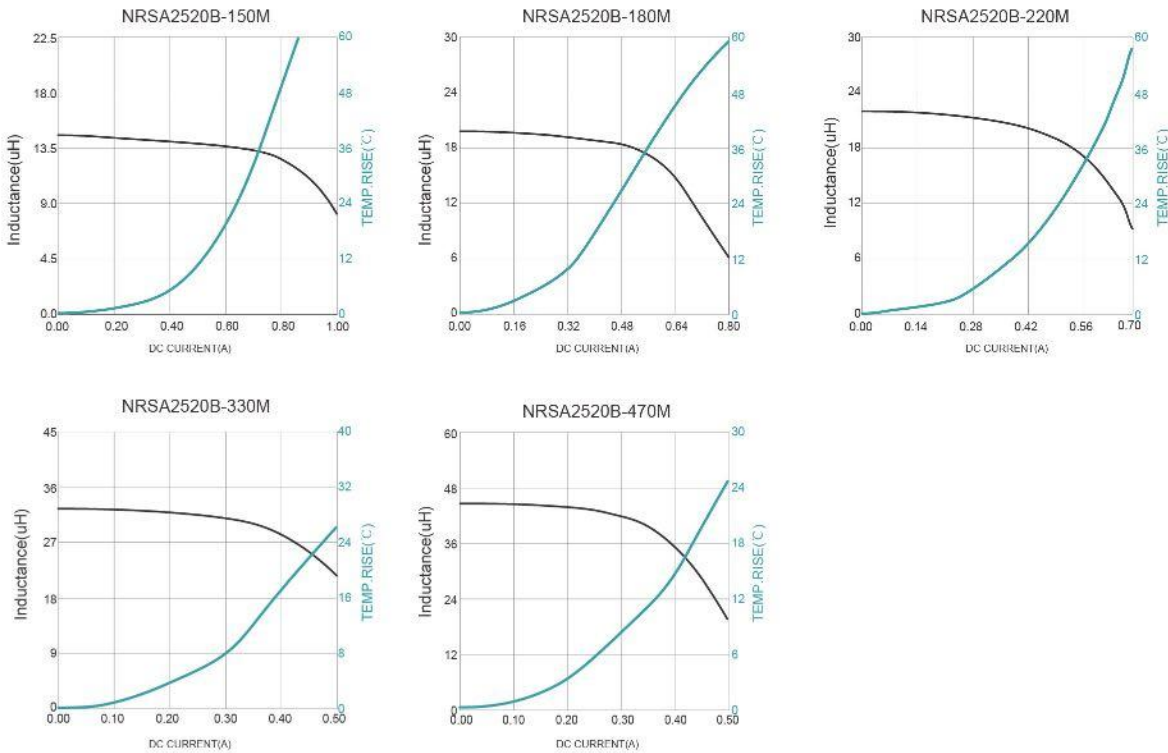 NRSA2520B-150M
22.5
18.0
13.5
9.0
4.5
0.0
Inductance(uH)
60
48
36
24
12
0
TEMP.RISE(℃)
0.00 0.20 0.40 0.60 0.80 1.00
DC CURRENT(A)
NRSA2520B-180M
30
24
18
12
6
0
Inductance(uH)
60
48
36
24
12
0
TEMP.RISE(℃)
0.00 0.16 0.32 0.48 0.64 0.80
DC CURRENT(A)
NRSA2520B-220M
30
24
18
12
6
0
Inductance(uH)
60
48
36
24
12
0
TEMP.RISE(℃)
0.00 0.14 0.28 0.42 0.56 0.70
DC CURRENT(A)
NRSA2520B-330M
45
36
27
18
9
0
Inductance(uH)
40
32
24
16
8
0
TEMP.RISE(℃)
0.00 0.10 0.20 0.30 0.40 0.50
DC CURRENT(A)
NRSA2520B-470M
60
48
36
24
12
0
Inductance(uH)
30
24
18
12
6
0
TEMP.RISE(℃)
0.00 0.10 0.20 0.30 0.40 0.50
DC CURRENT(A)